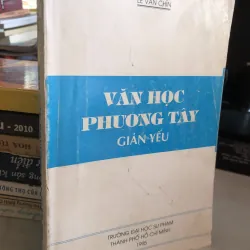 LÊ VĂN CHÍN
VĂN HỌC
PHƯƠNG TÂY
GIẢN YẾU
TRƯỜNG ĐẠI HỌC SƯ PHẠM
THÀNH PHỐ HỒ CHÍ MINH
- 2010